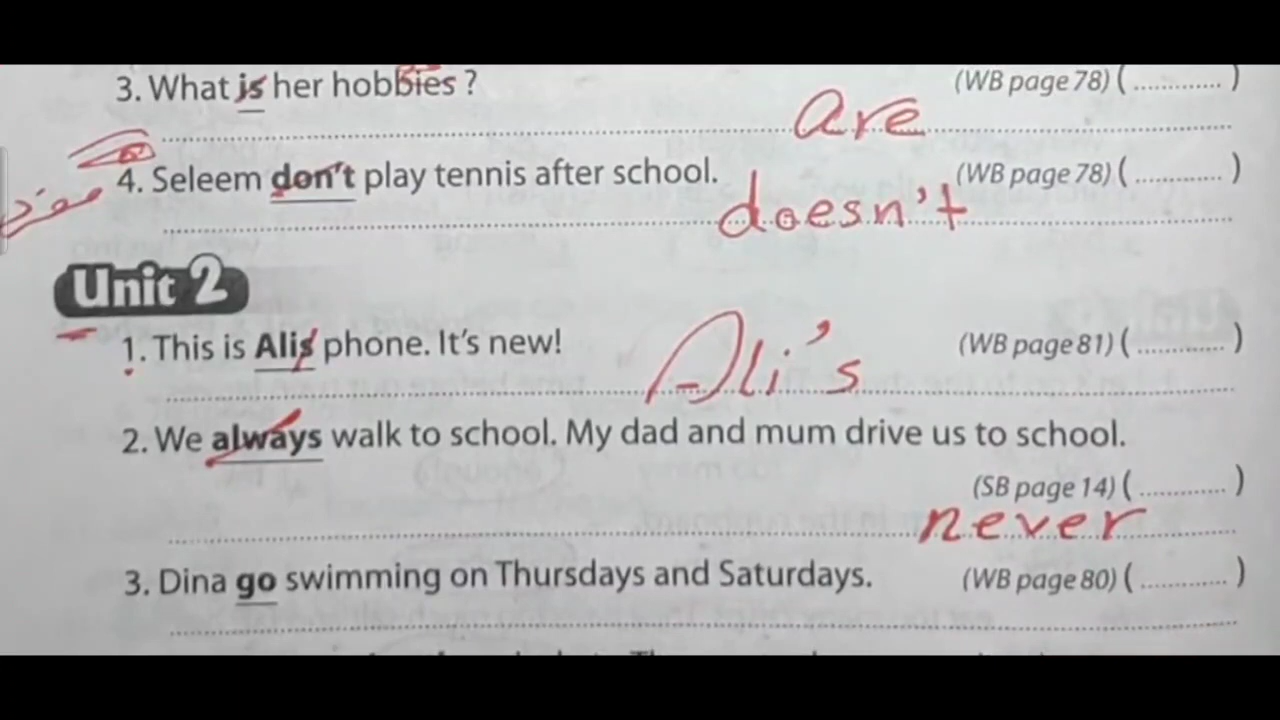 3. What is her hobbies ? (WB page 78) ( ............ )
are
4. Seleem don't play tennis after school. (WB page 78) ( ............ )
مفرد
doesn't
Unit 2
1. This is Alis phone. It's new! (WB page 81) ( ............ )
Ali's
2. We always walk to school. My dad and mum drive us to school.
(SB page 14) ( ............ )
never
3. Dina go swimming on Thursdays and Saturdays. (WB page 80) ( ............ )